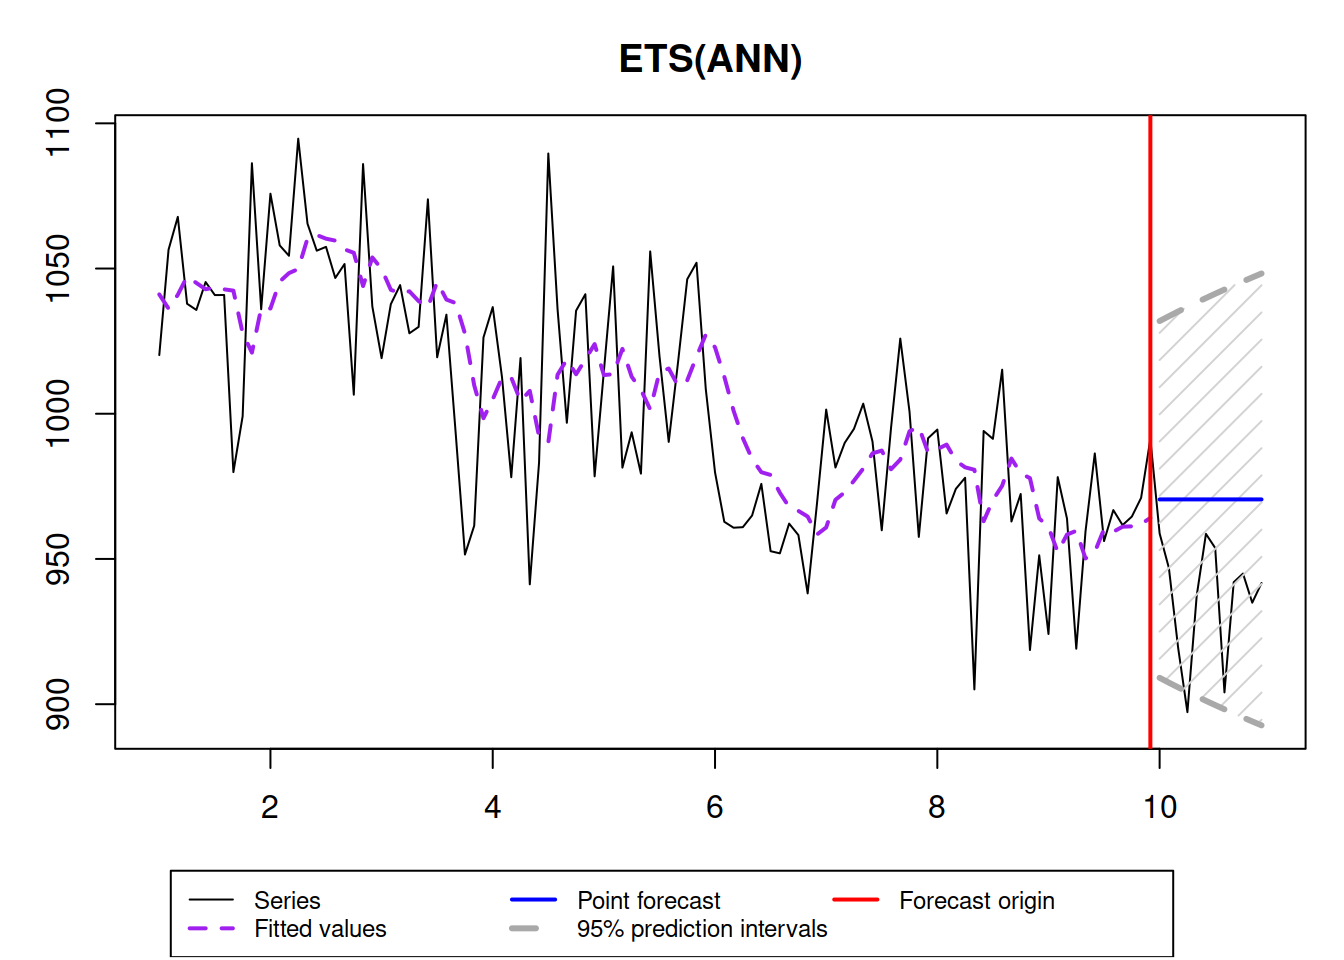 ETS(ANN)
1100
1050
1000
950
900
2 4 6 8 10
Series Point forecast Forecast origin
Fitted values 95% prediction intervals